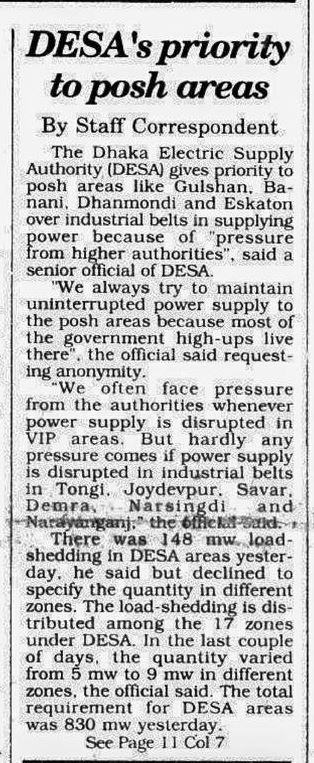 DESA's priority
to posh areas
By Staff Correspondent
The Dhaka Electric Supply
Authority (DESA) gives priority to
posh areas like Gulshan, Ba-
nani, Dhanmondi and Eskaton
over industrial belts in supplying
power because of "pressure
from higher authorities", said a
senior official of DESA.
"We always try to maintain
uninterrupted power supply to
the posh areas because most of
the government high-ups live
there", the official said request-
ing anonymity.
"We often face pressure
from the authorities whenever
power supply is disrupted in
VIP areas. But hardly any
pressure comes if power supply
is disrupted in industrial belts
in Tongi, Joydevpur, Savar,
Demra, Narsingdi and
Narayanganj," the official said.
There was 148 mw load-
shedding in DESA areas yester-
day, he said but declined to
specify the quantity in different
zones. The load-shedding is dis-
tributed among the 17 zones
under DESA. In the last couple
of days, the quantity varied
from 5 mw to 9 mw in different
zones, the official said. The total
requirement for DESA areas
was 830 mw yesterday.
See Page 11 Col 7